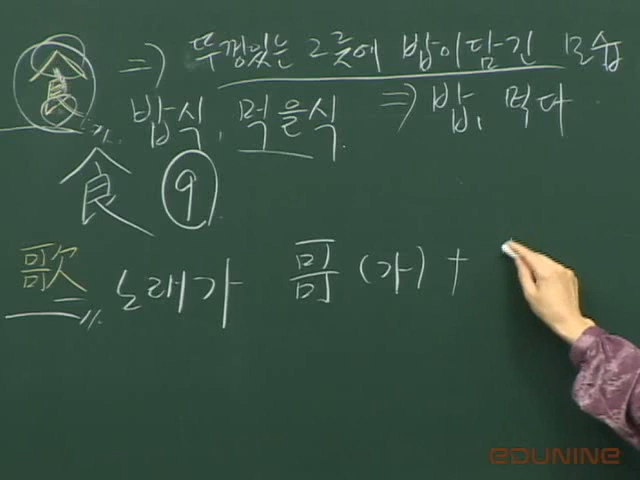 食 ⇒ 뚜껑있는 그릇에 밥이담긴 모습
밥식, 먹을식 ⇒ 밥, 먹다
食 ⑨
歌 노래가 哥 (가) +
EDUNINE